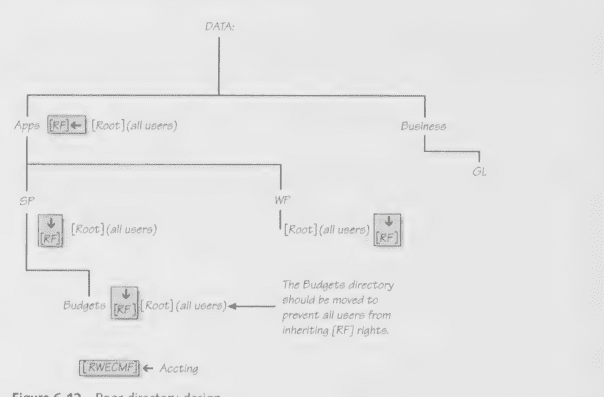 DATA:
Apps [RF]← [Root](all users)
Business
GL
SP
WF
[RF] [Root](all users)
[Root](all users) [RF]
Budgets [RF] [Root](all users)
The Budgets directory
should be moved to
prevent all users from
inheriting [RF] rights.
[RWECMF] ← Accting
Figure 6-12 Poor directory design